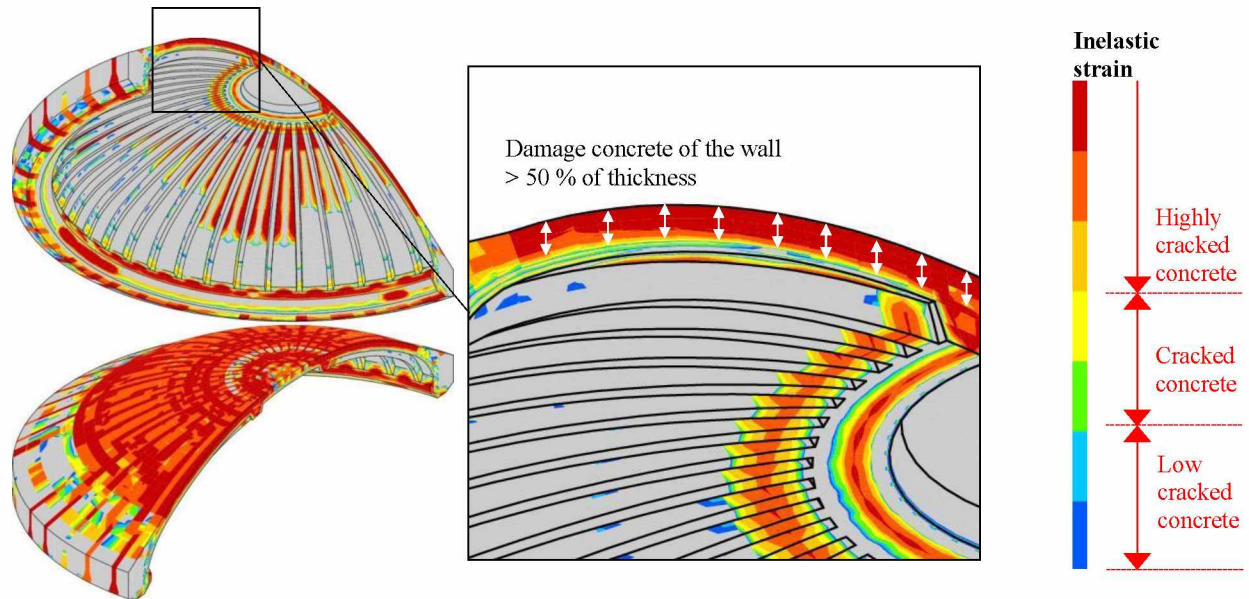 Damage concrete of the wall
> 50 % of thickness
Inelastic
strain
Highly
cracked
concrete
Cracked
concrete
Low
cracked
concrete